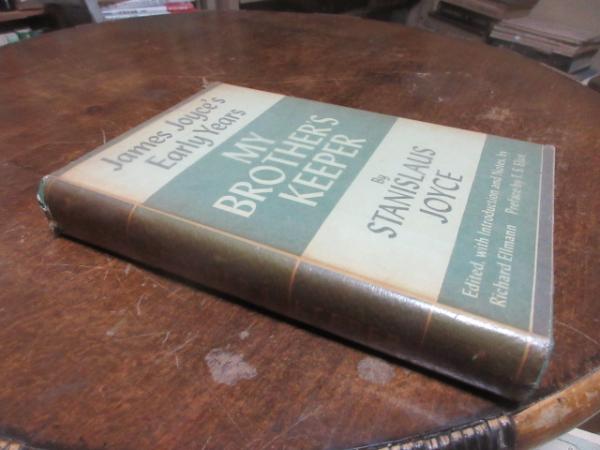 James Joyce's
Early Years
MY
BROTHER'S
KEEPER
By
STANISLAUS
JOYCE
Edited, with Introduction and Notes, by
Richard Ellmann Preface by T. S. Eliot